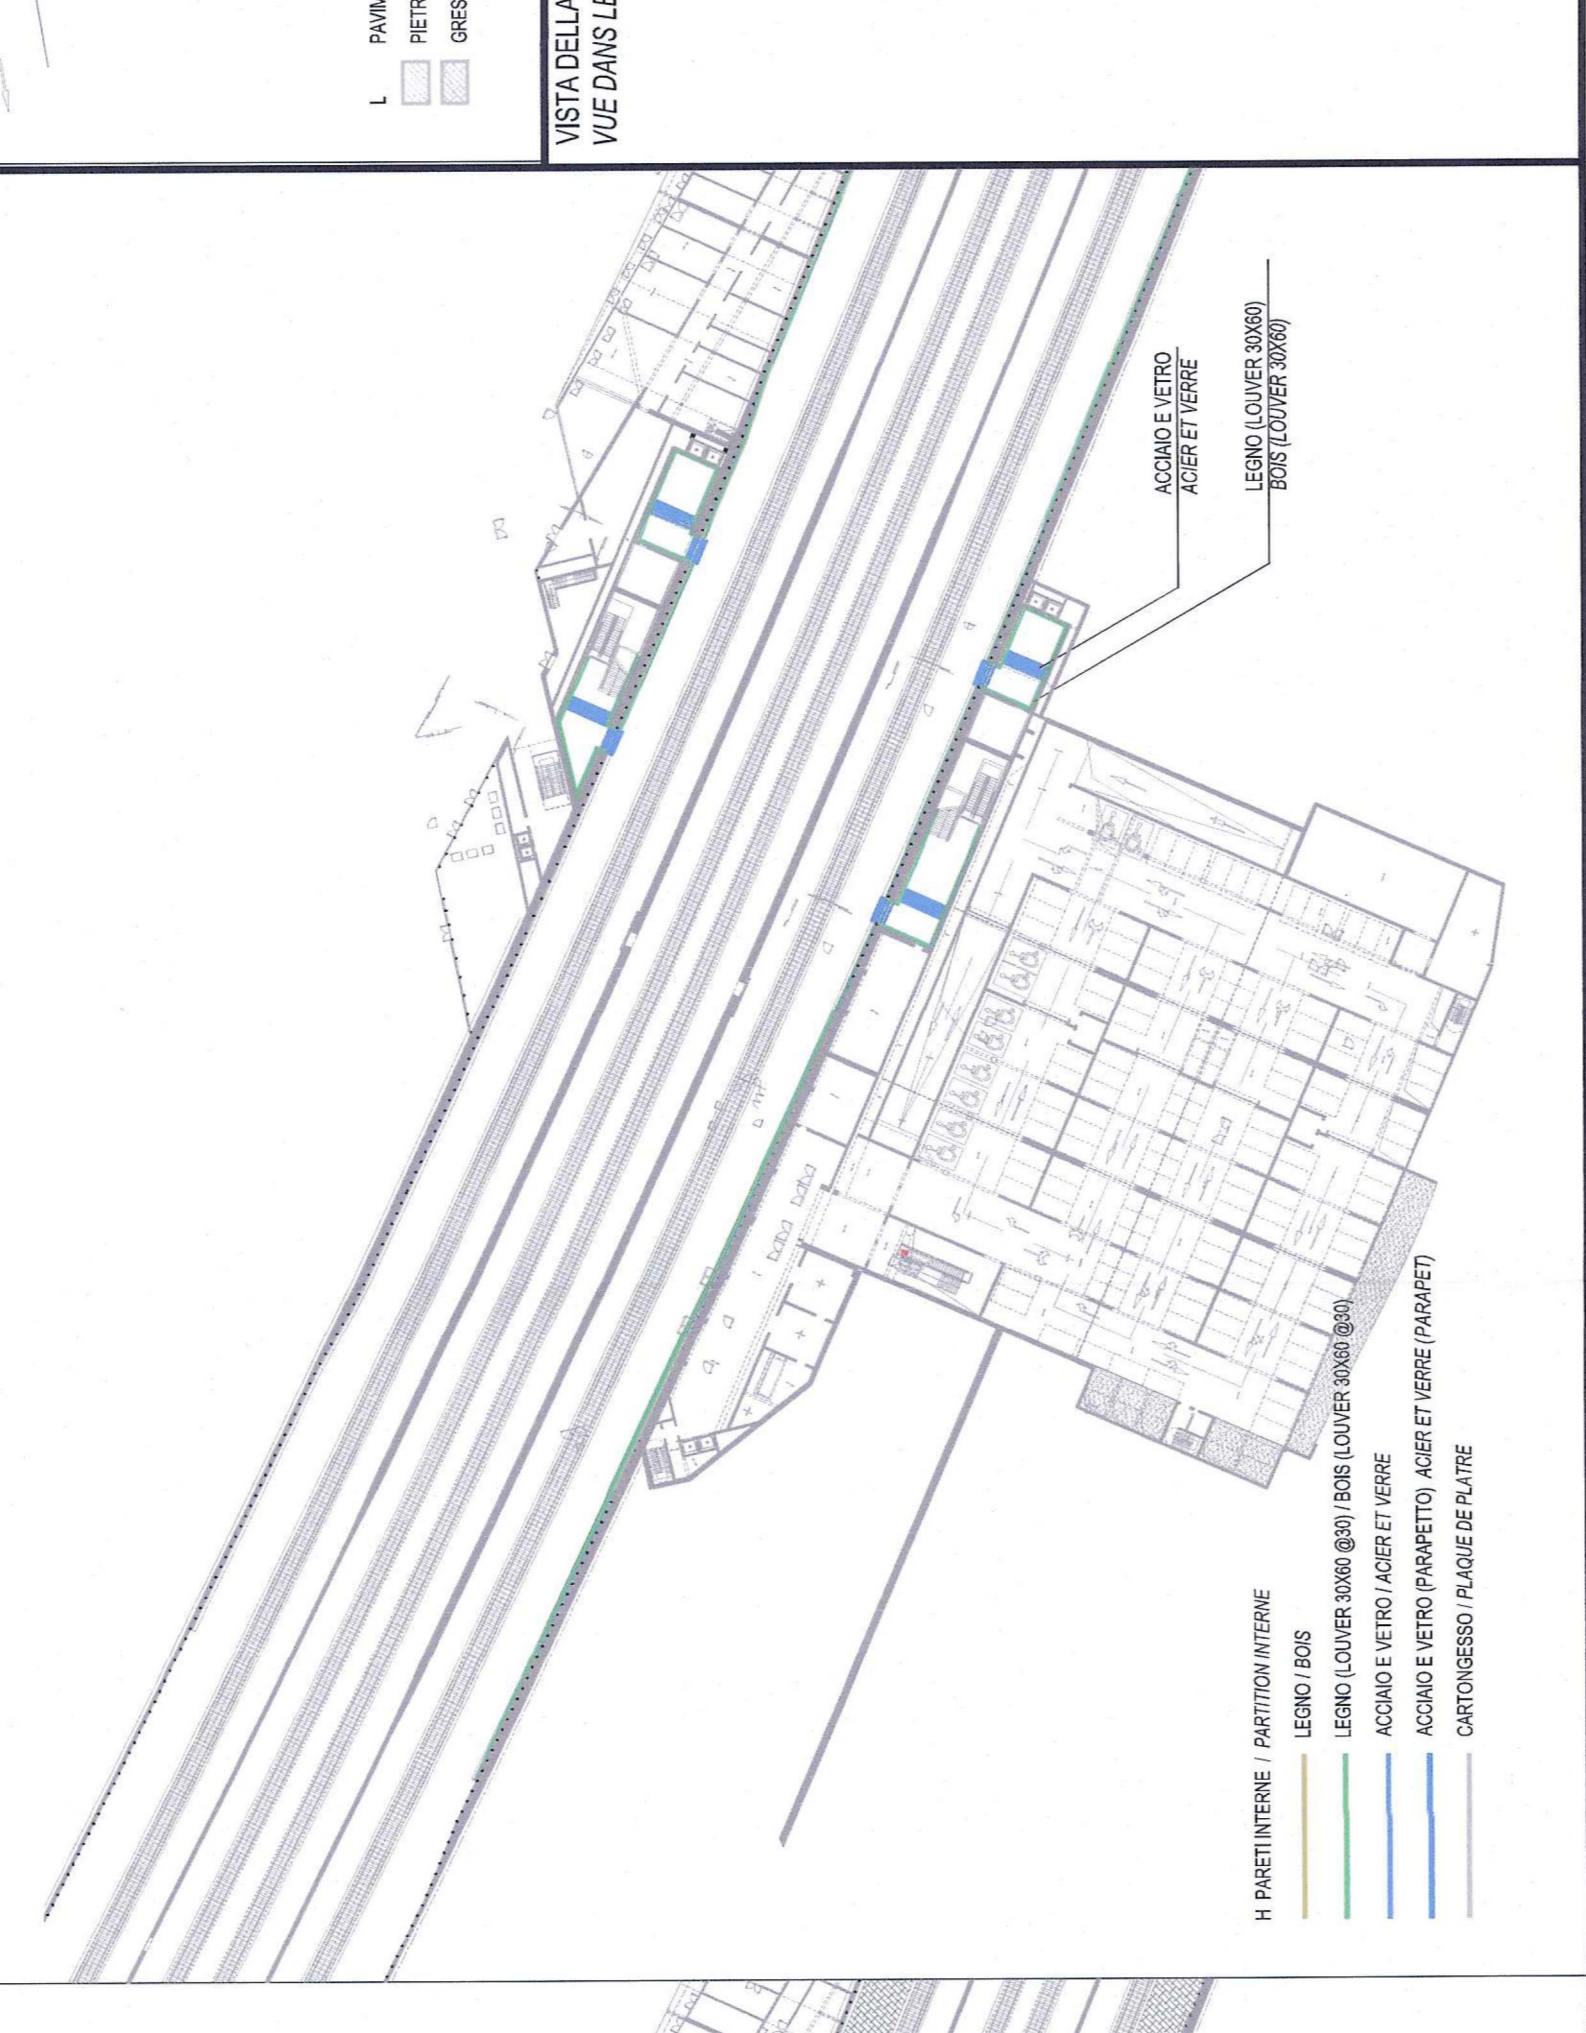 L PAVIM
PIETR
GRES
VISTA DELLA
VUE DANS LE
ACCIAIO E VETRO
ACIER ET VERRE
LEGNO (LOUVER 30X60)
BOIS (LOUVER 30X60)
H PARETI INTERNE / PARTITION INTERNE
LEGNO / BOIS
LEGNO (LOUVER 30X60 @30) / BOIS (LOUVER 30X60 @30)
ACCIAIO E VETRO / ACIER ET VERRE
ACCIAIO E VETRO (PARAPETTO) ACIER ET VERRE (PARAPET)
CARTONGESSO / PLAQUE DE PLATRE